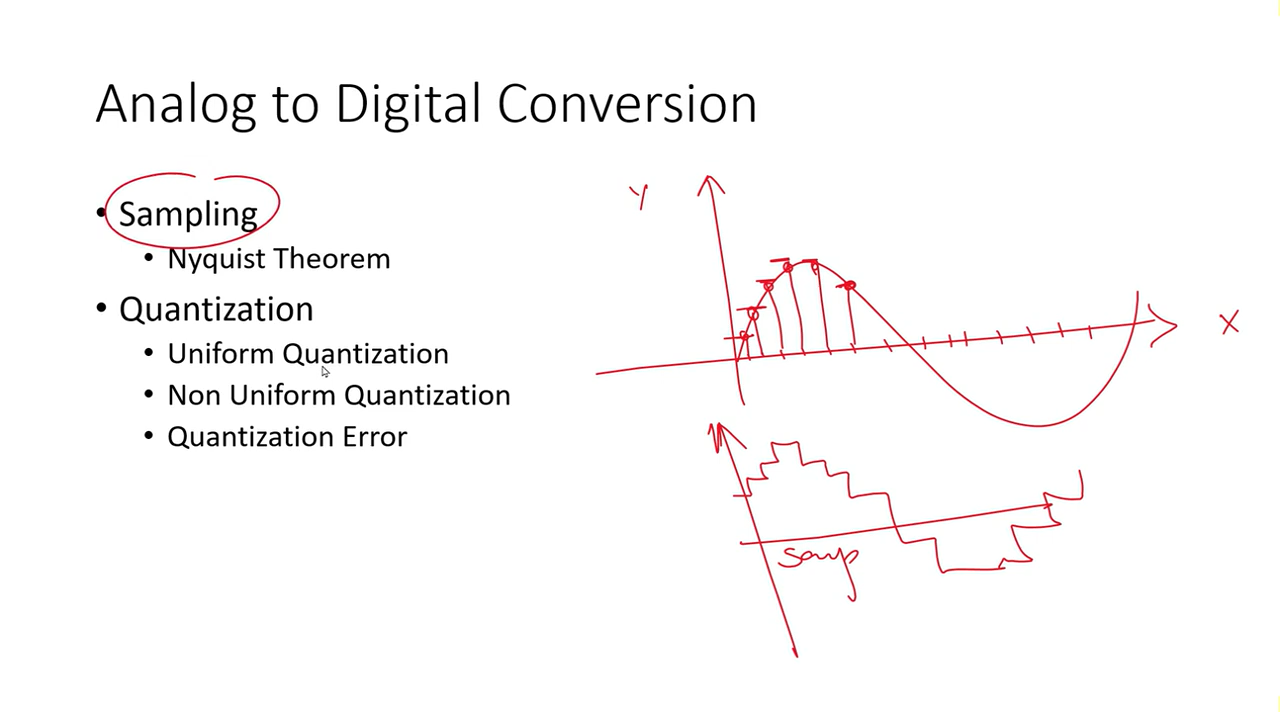 Analog to Digital Conversion
• Sampling
• Nyquist Theorem
• Quantization
• Uniform Quantization
• Non Uniform Quantization
• Quantization Error
Y
X
Samp